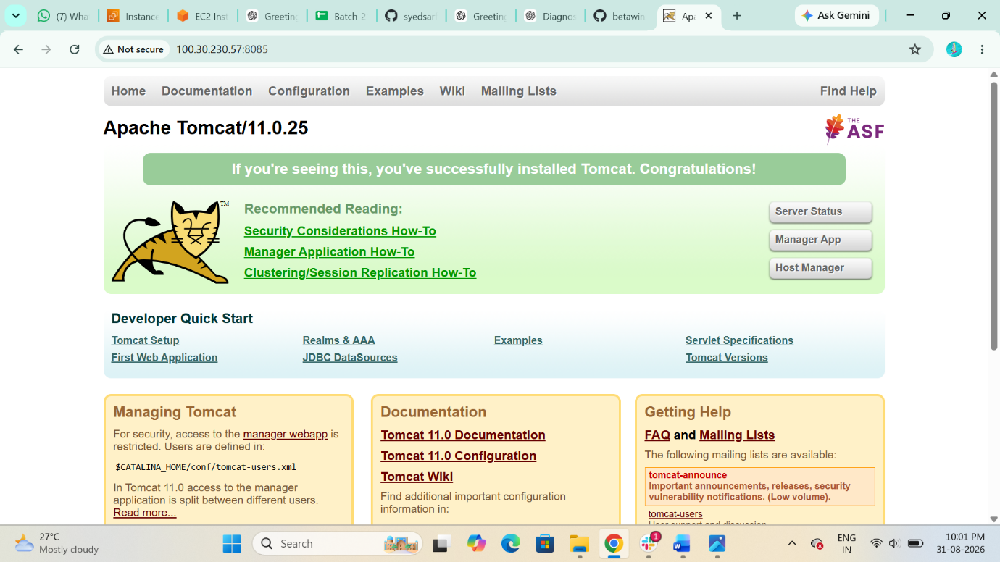 (7) Wha
Instance
EC2 Inst
Greeting
Batch-2
syedsar
Greeting
Diagnos
betawin
Apa
Ask Gemini
Not secure
100.30.230.57:8085
Home
Documentation
Configuration
Examples
Wiki
Mailing Lists
Find Help
Apache Tomcat/11.0.25
THE
ASF
If you're seeing this, you've successfully installed Tomcat. Congratulations!
TM
Recommended Reading:
Security Considerations How-To
Manager Application How-To
Clustering/Session Replication How-To
Server Status
Manager App
Host Manager
Developer Quick Start
Tomcat Setup
Realms & AAA
Examples
Servlet Specifications
First Web Application
JDBC DataSources
Tomcat Versions
Managing Tomcat
For security, access to the manager webapp is
restricted. Users are defined in:
$CATALINA_HOME/conf/tomcat-users.xml
In Tomcat 11.0 access to the manager
application is split between different users.
Read more...
Documentation
Tomcat 11.0 Documentation
Tomcat 11.0 Configuration
Tomcat Wiki
Find additional important configuration
information in:
Getting Help
FAQ and Mailing Lists
The following mailing lists are available:
tomcat-announce
Important announcements, releases, security
vulnerability notifications. (Low volume).
tomcat-users
User support and discussion
27°C
Mostly cloudy
Search
1
ENG
IN
10:01 PM
31-08-2026